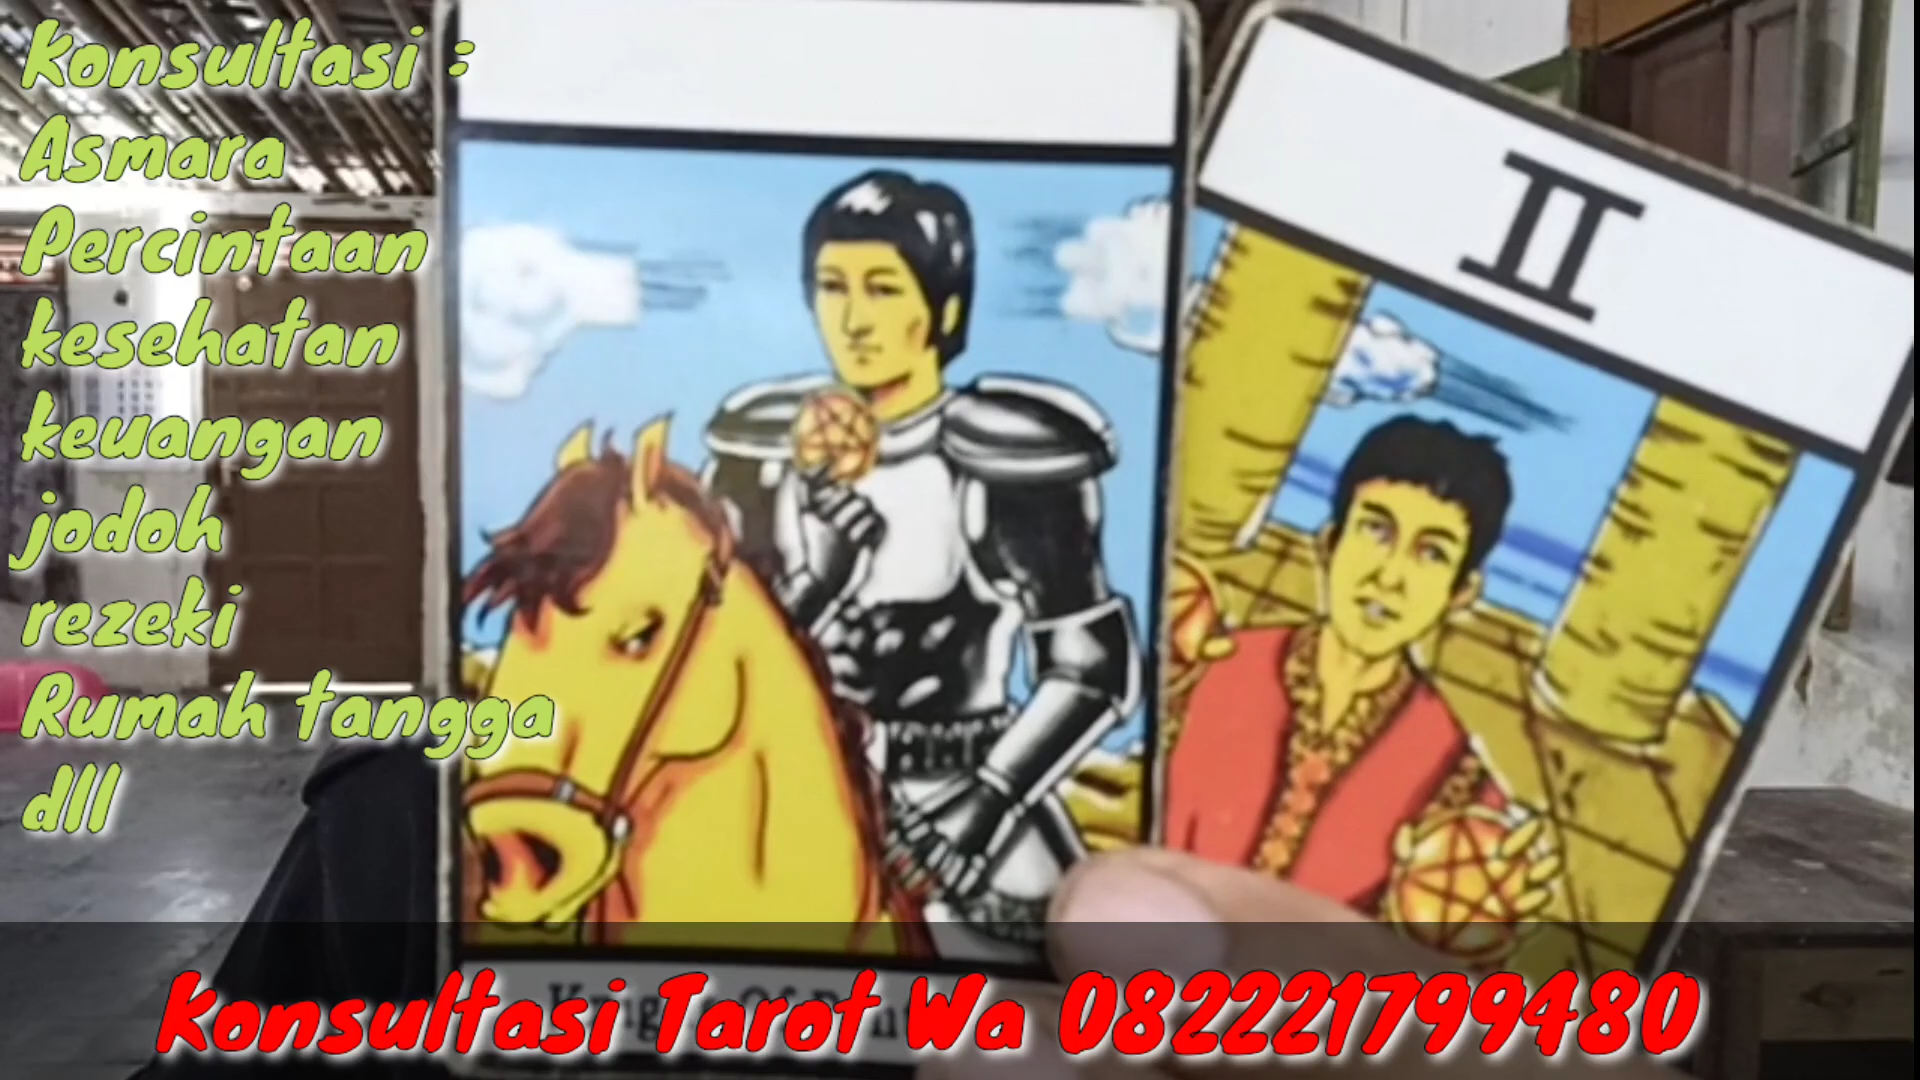 Konsultasi :
Asmara
Percintaan
kesehatan
keuangan
jodoh
rezeki
Rumah tangga
dll
II
Konsultasi Tarot Wa 082221799480